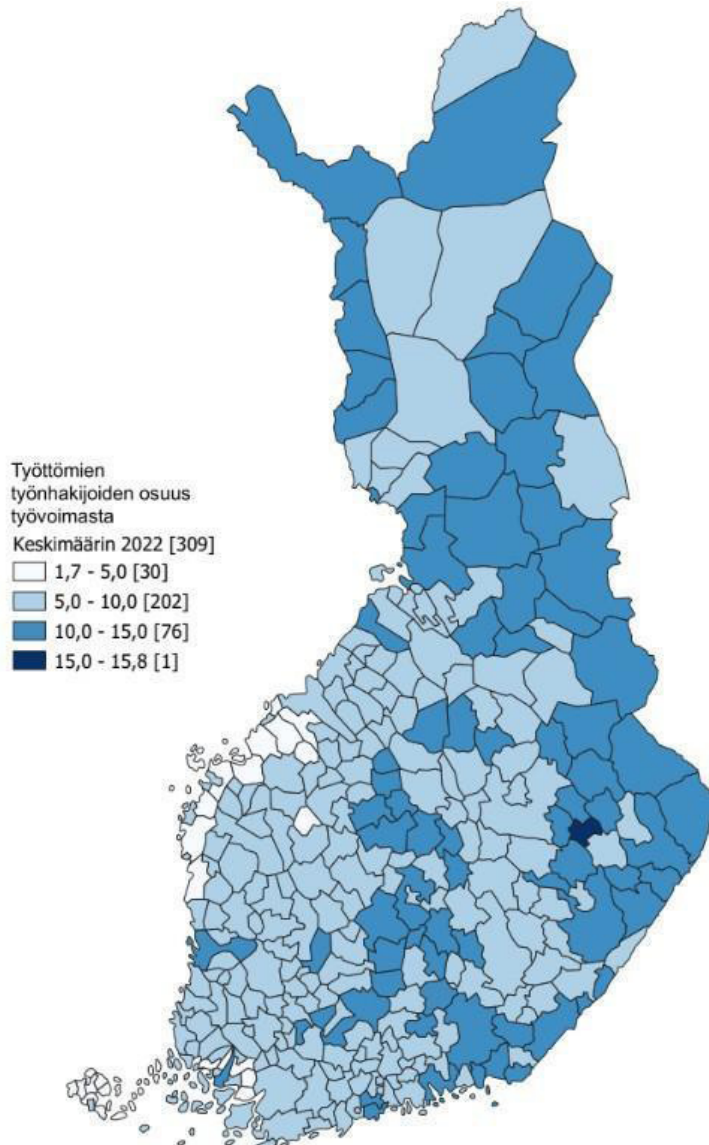 Työttömien
työnhakijoiden osuus
työvoimasta
Keskimäärin 2022 [309]
1,7 - 5,0 [30]
5,0 - 10,0 [202]
10,0 - 15,0 [76]
15,0 - 15,8 [1]